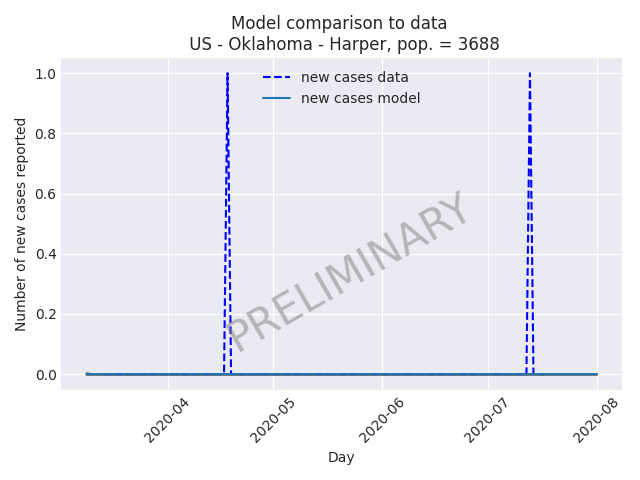 Model comparison to data
US - Oklahoma - Harper, pop. = 3688
new cases data
new cases model
Number of new cases reported
1.0
0.8
0.6
0.4
0.2
0.0
PRELIMINARY
2020-04
2020-05
2020-06
2020-07
2020-08
Day